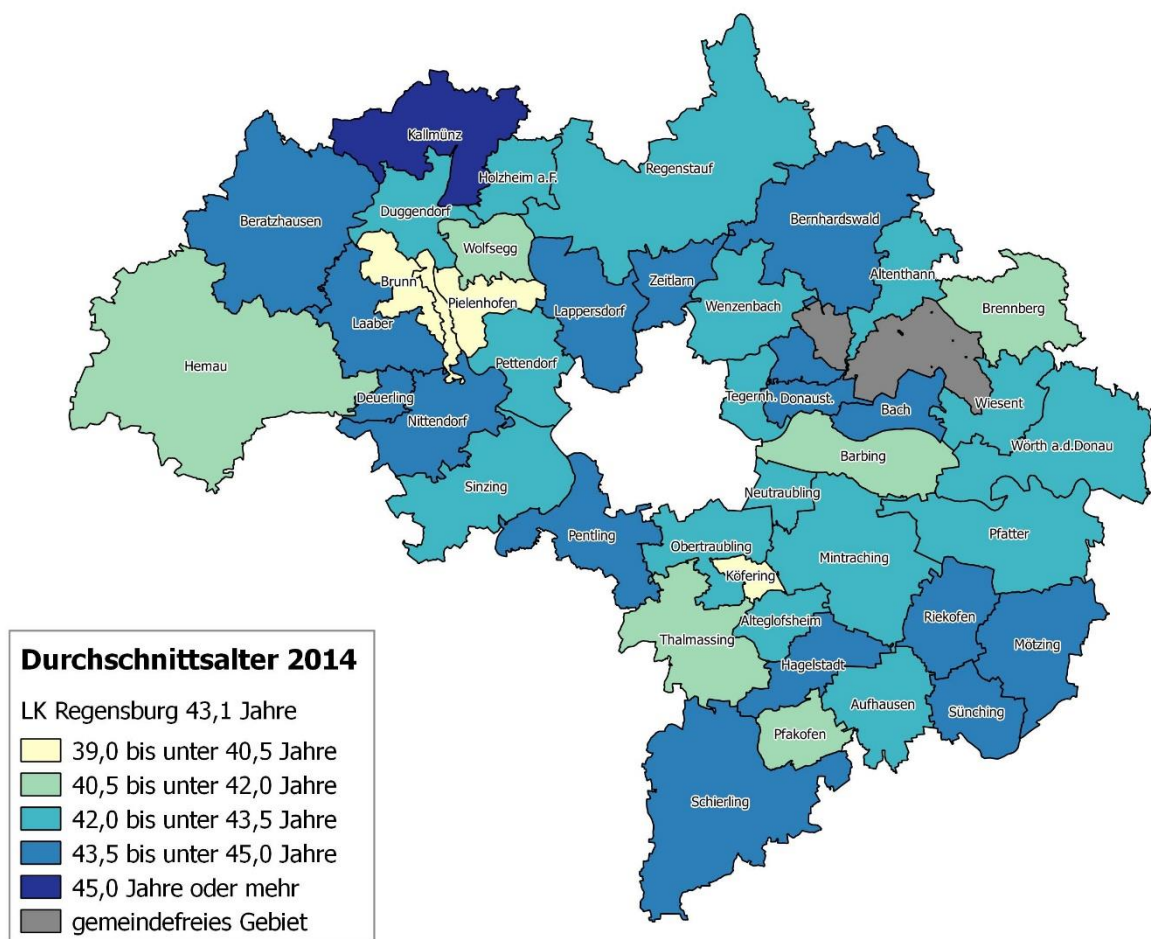 Kallmünz
Holzheim a.F.
Regenstauf
Beratzhausen
Duggendorf
Bernhardswald
Wolfsegg
Altenthann
Brunn
Zeitlarn
Pielenhofen
Lappersdorf
Wenzenbach
Brennberg
Laaber
Hemau
Pettendorf
Deuerling
Tegernh.
Donaust.
Bach
Wiesent
Nittendorf
Wörth a.d.Donau
Barbing
Sinzing
Neutraubling
Pentling
Obertraubling
Mintraching
Pfatter
Köfering
Riekofen
Alteglofsheim
Thalmassing
Mötzing
Hagelstadt
Aufhausen
Sünching
Pfakofen
Schierling
Durchschnittsalter 2014
LK Regensburg 43,1 Jahre
39,0 bis unter 40,5 Jahre
40,5 bis unter 42,0 Jahre
42,0 bis unter 43,5 Jahre
43,5 bis unter 45,0 Jahre
45,0 Jahre oder mehr
gemeindefreies Gebiet